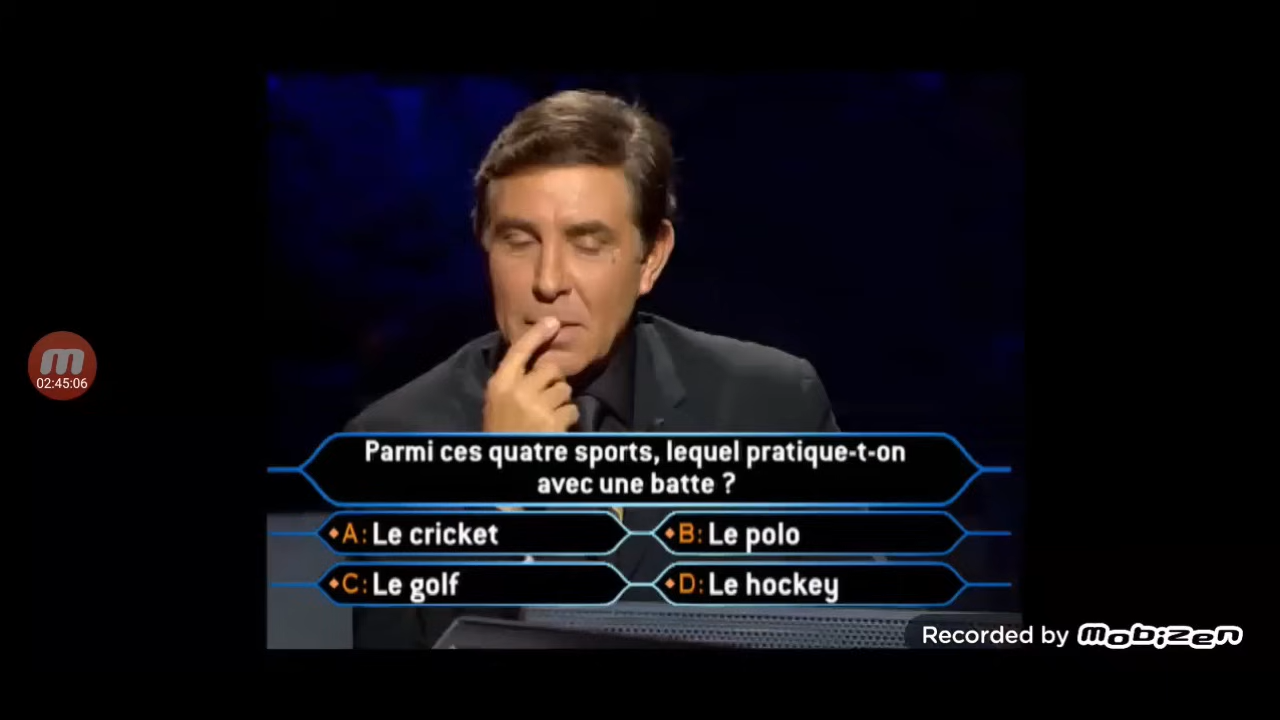 02:45:06
Parmi ces quatre sports, lequel pratique-t-on
avec une batte ?
A: Le cricket
B: Le polo
C: Le golf
D: Le hockey
Recorded by mobizen